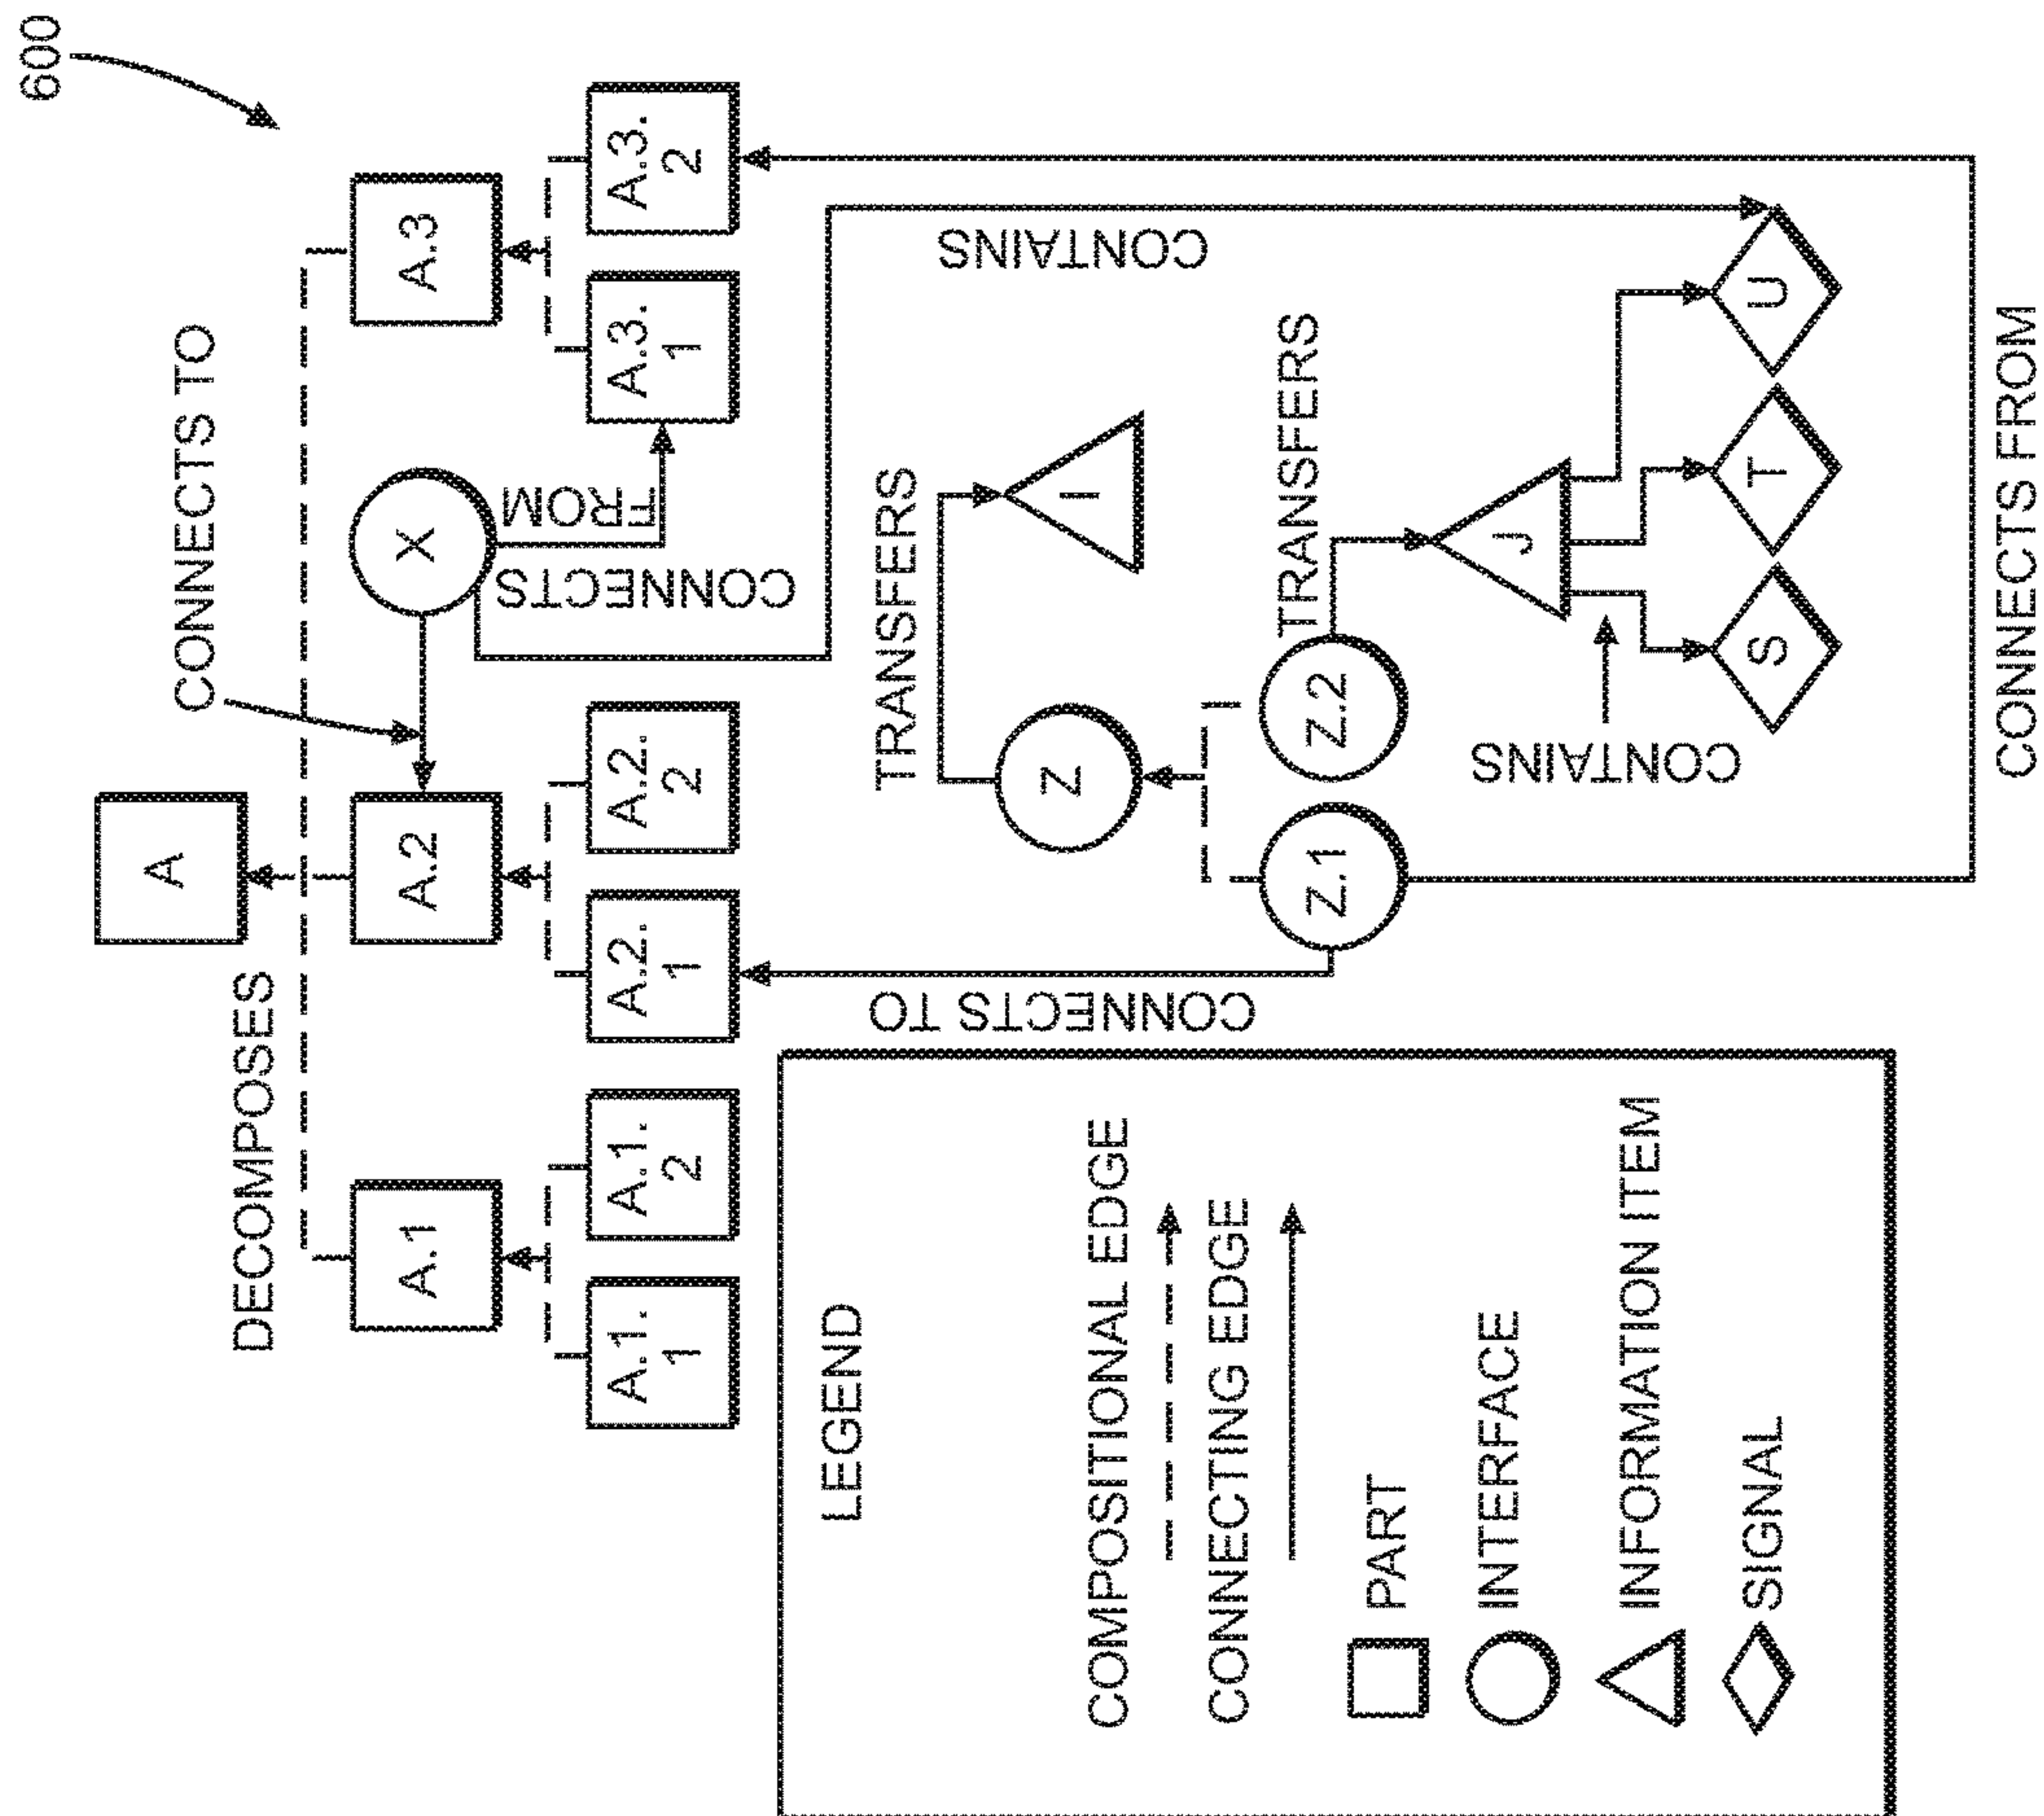 600
CONNECTS TO
DECOMPOSES
A
A.1
A.2
X
A.3
A.1.
1
A.1.
2
A.2.
1
A.2.
2
A.3.
1
A.3.
2
CONNECTS
FROM
CONNECTS TO
TRANSFERS
CONTAINS
Z
I
Z.1
Z.2
TRANSFERS
J
CONTAINS
S
T
U
CONNECTS FROM
LEGEND
COMPOSITIONAL EDGE
CONNECTING EDGE
PART
INTERFACE
INFORMATION ITEM
SIGNAL